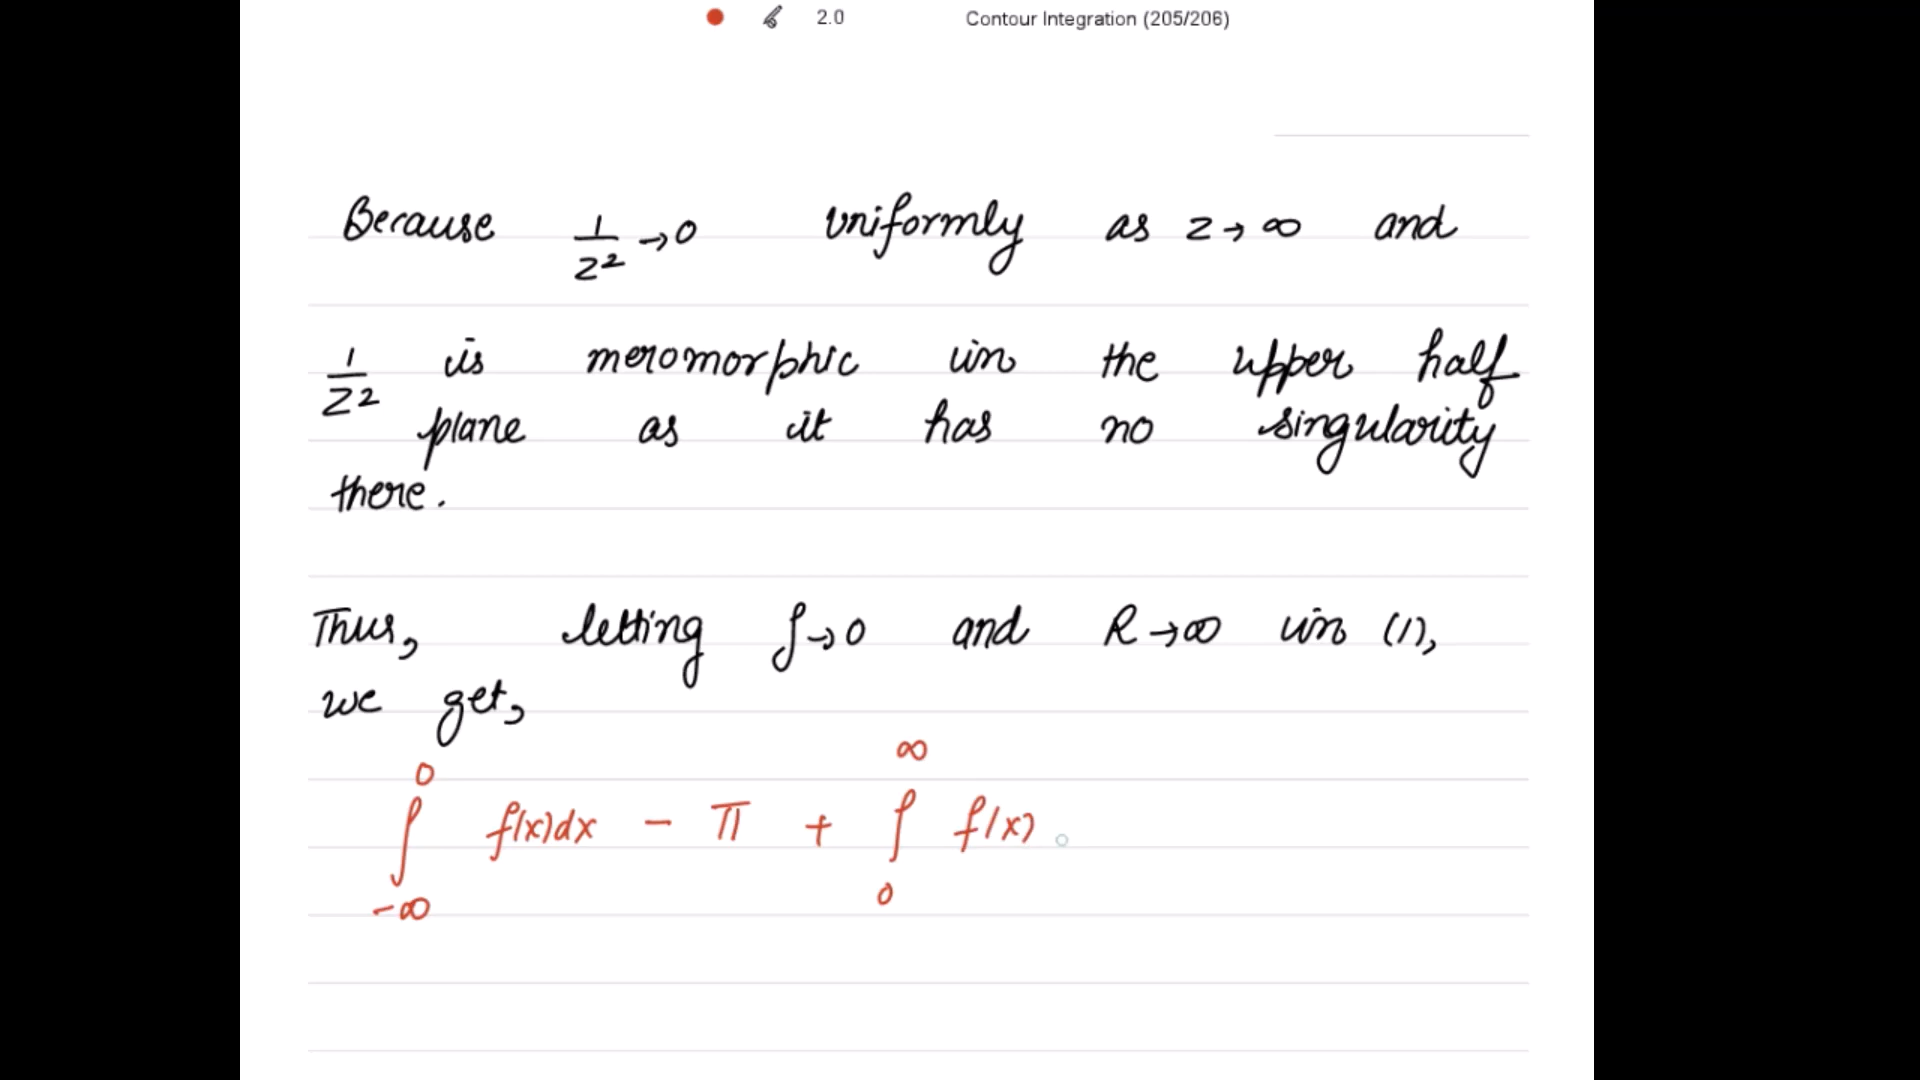 2.0 Contour Integration (205/206)
Because 1/z² → 0 uniformly as z → ∞ and
1/z² is meromorphic in the upper half
plane as it has no singularity
there.
Thus, letting ρ → 0 and R → ∞ in (1),
we get,
∫_{-∞}^{0} f(x)dx - π + ∫_{0}^{∞} f(x)